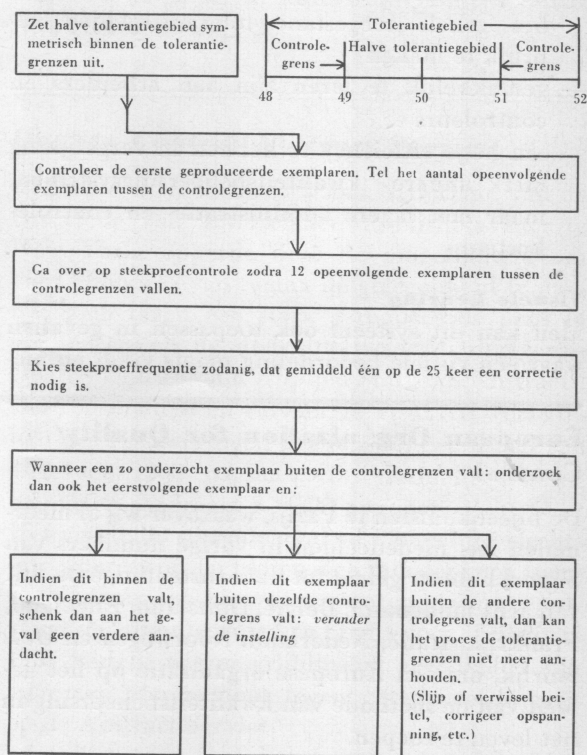 Zet halve tolerantiegebied sym-
metrisch binnen de tolerantie-
grenzen uit.
Tolerantiegebied
Controle-
grens
Halve tolerantiegebied
Controle-
grens
48 49 50 51 52
Controleer de eerste geproduceerde exemplaren. Tel het aantal opeenvolgende
exemplaren tussen de controlegrenzen.
Ga over op steekproefcontrole zodra 12 opeenvolgende exemplaren tussen de
controlegrenzen vallen.
Kies steekproeffrequentie zodanig, dat gemiddeld één op de 25 keer een correctie
nodig is.
Wanneer een zo onderzocht exemplaar buiten de controlegrenzen valt: onderzoek
dan ook het eerstvolgende exemplaar en:
Indien dit binnen de
controlegrenzen valt,
schenk dan aan het ge-
val geen verdere aan-
dacht.
Indien dit exemplaar
buiten dezelfde contro-
legrens valt: verander
de instelling
Indien dit exemplaar
buiten de andere con-
trolegrens valt, dan kan
het proces de tolerantie-
grenzen niet meer aan-
houden.
(Slijp of verwissel bei-
tel, corrigeer opspan-
ning, etc.)